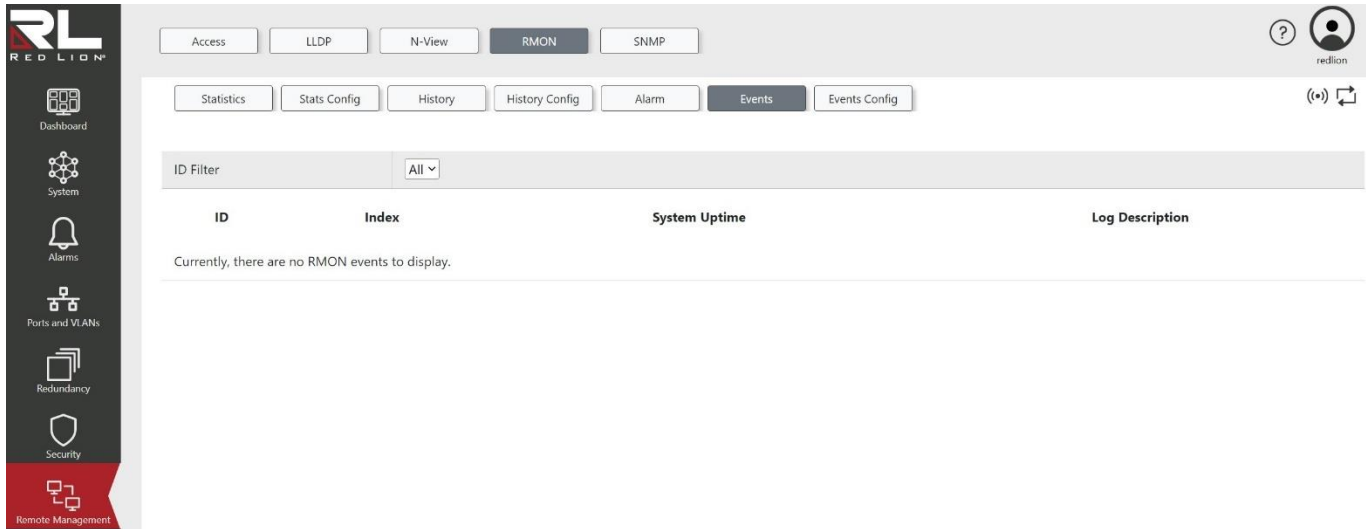 RL
RED LION®
Access
LLDP
N-View
RMON
SNMP
?
redlion
Dashboard
Statistics
Stats Config
History
History Config
Alarm
Events
Events Config
System
ID Filter
All
Alarms
ID
Index
System Uptime
Log Description
Currently, there are no RMON events to display.
Ports and VLANs
Redundancy
Security
Remote Management